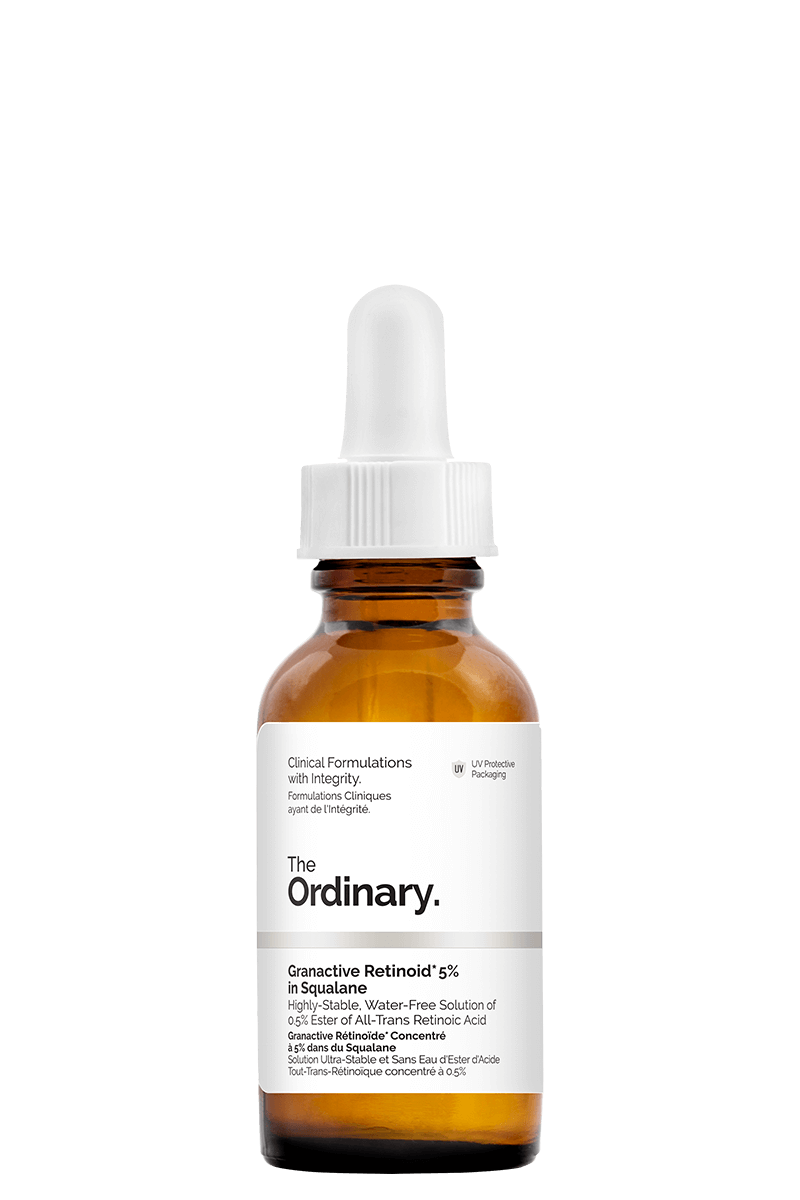 Clinical Formulations
with Integrity.
Formulations Cliniques
ayant de l'Intégrité.
UV
UV Protective
Packaging
The
Ordinary.
Granactive Retinoid* 5%
in Squalane
Highly-Stable, Water-Free Solution of
0.5% Ester of All-Trans Retinoic Acid
Granactive Rétinoïde* Concentré
à 5% dans du Squalane
Solution Ultra-Stable et Sans Eau d'Ester d'Acide
Tout-Trans-Rétinoïque concentré à 0.5%